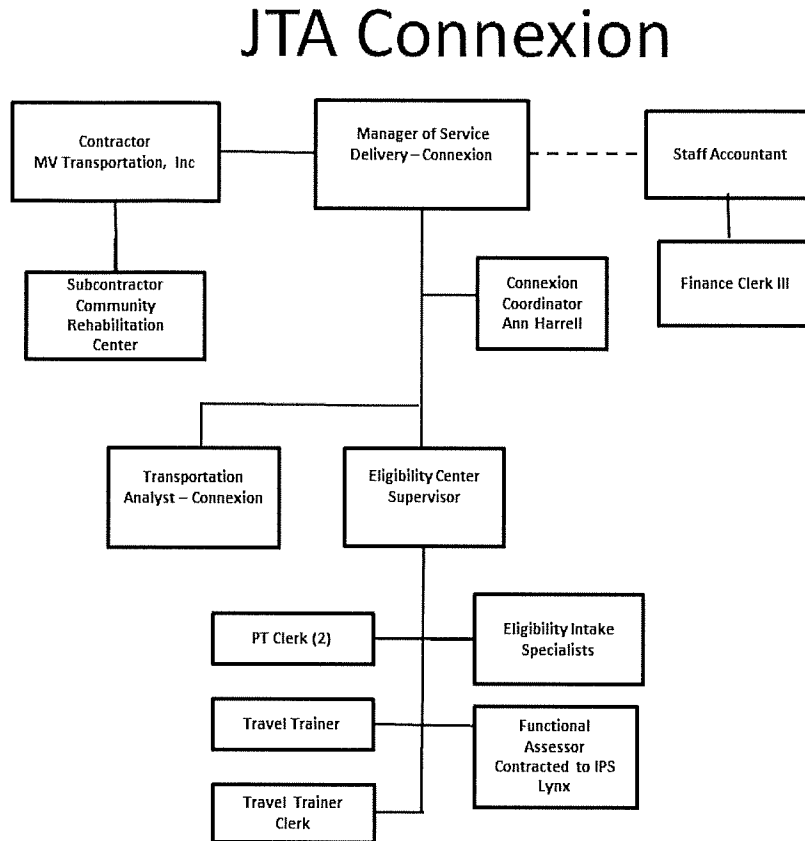 JTA Connexion
Contractor
MV Transportation, Inc
Manager of Service
Delivery – Connexion
Staff Accountant
Subcontractor
Community
Rehabilitation
Center
Connexion
Coordinator
Ann Harrell
Finance Clerk III
Transportation
Analyst – Connexion
Eligibility Center
Supervisor
PT Clerk (2)
Eligibility Intake
Specialists
Travel Trainer
Functional
Assessor
Contracted to IPS
Lynx
Travel Trainer
Clerk